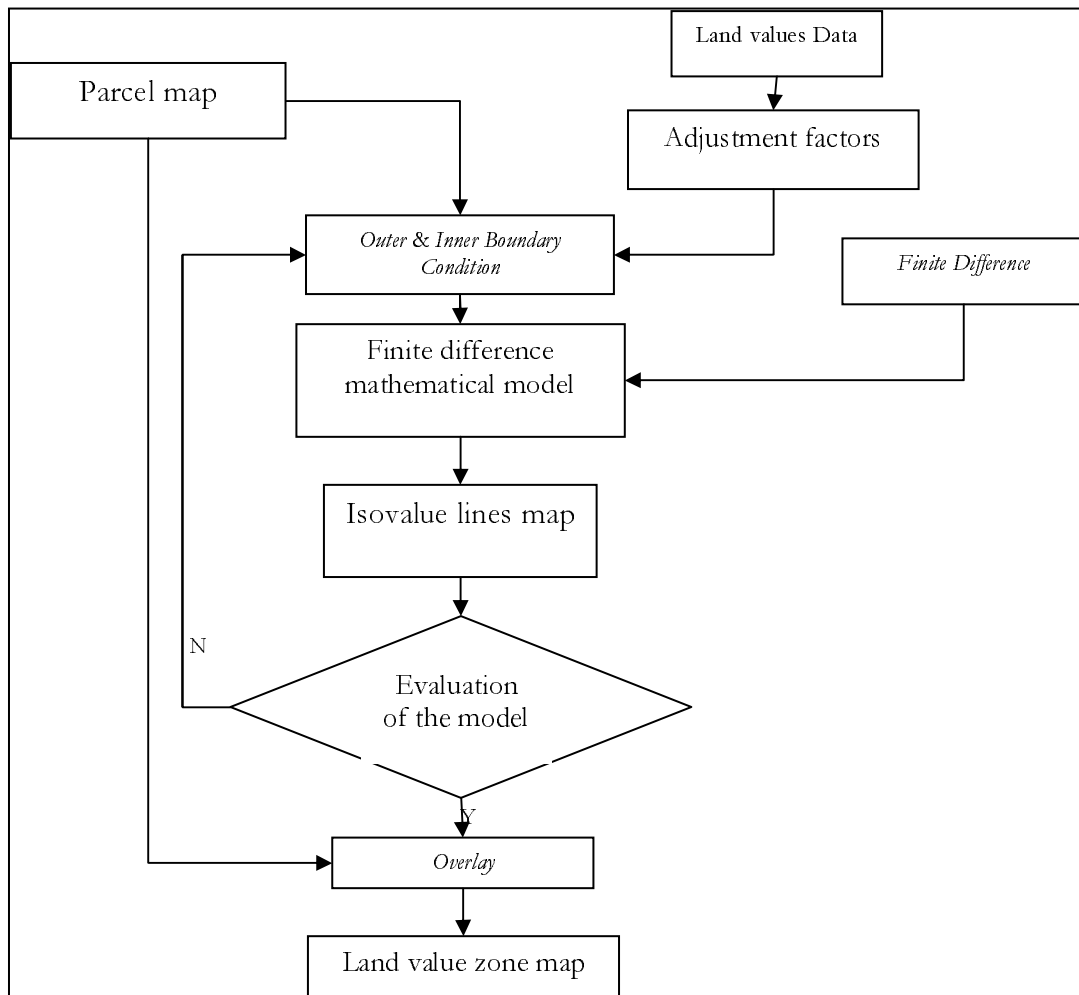 Land values Data
Parcel map
Adjustment factors
Outer & Inner Boundary
Condition
Finite Difference
Finite difference
mathematical model
Isovalue lines map
N
Evaluation
of the model
Y
Overlay
Land value zone map